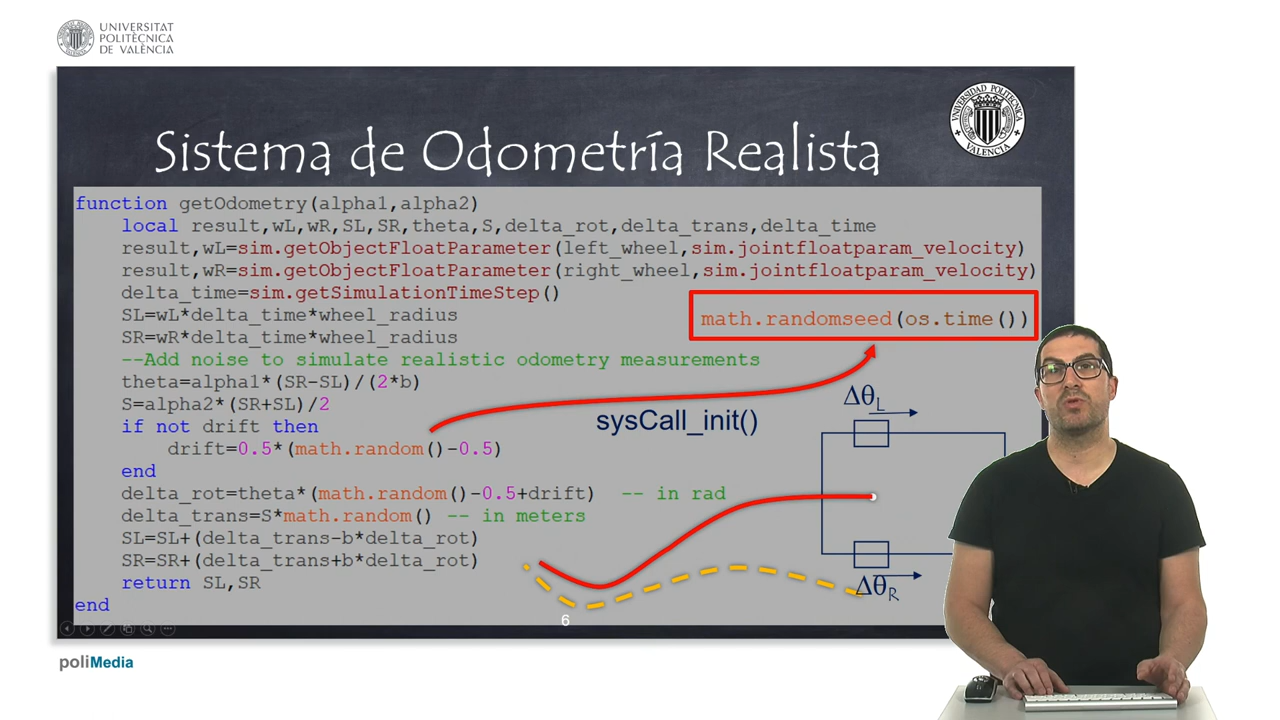 UNIVERSITAT
POLITÈCNICA
DE VALÈNCIA
UNIVERSIDAD POLITECNICA
VALENCIA
Sistema de Odometría Realista
function getOdometry(alpha1,alpha2)
local result,wL,wR,SL,SR,theta,S,delta_rot,delta_trans,delta_time
result,wL=sim.getObjectFloatParameter(left_wheel,sim.jointfloatparam_velocity)
result,wR=sim.getObjectFloatParameter(right_wheel,sim.jointfloatparam_velocity)
delta_time=sim.getSimulationTimeStep()
SL=wL*delta_time*wheel_radius
math.randomseed(os.time())
SR=wR*delta_time*wheel_radius
--Add noise to simulate realistic odometry measurements
theta=alpha1*(SR-SL)/(2*b)
S=alpha2*(SR+SL)/2
ΔθL
if not drift then
sysCall_init()
drift=0.5*(math.random()-0.5)
end
delta_rot=theta*(math.random()-0.5+drift) -- in rad
delta_trans=S*math.random() -- in meters
SL=SL+(delta_trans-b*delta_rot)
SR=SR+(delta_trans+b*delta_rot)
return SL,SR
ΔθR
end
6
poliMedia